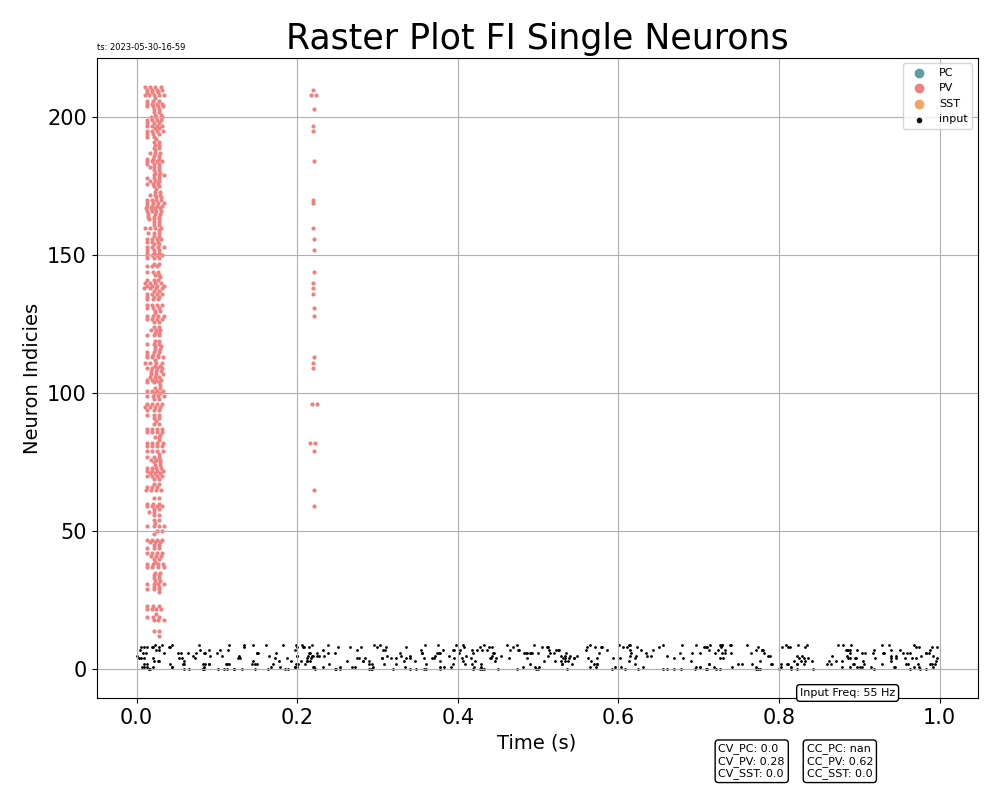 Raster Plot FI Single Neurons
ts: 2023-05-30-16-59
PC
PV
SST
input
200
150
100
50
0
Neuron Indicies
0.0 0.2 0.4 0.6 0.8 1.0
Time (s)
Input Freq: 55 Hz
CV_PC: 0.0
CV_PV: 0.28
CV_SST: 0.0
CC_PC: nan
CC_PV: 0.62
CC_SST: 0.0